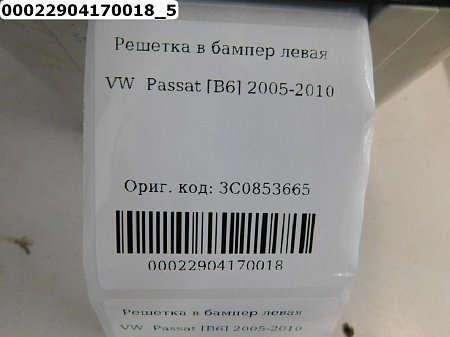 00022904170018_5
Решетка в бампер левая
VW Passat [B6] 2005-2010
Ориг. код: 3C0853665
00022904170018
Решетка в бампер левая
VW Passat [B6] 2005-2010